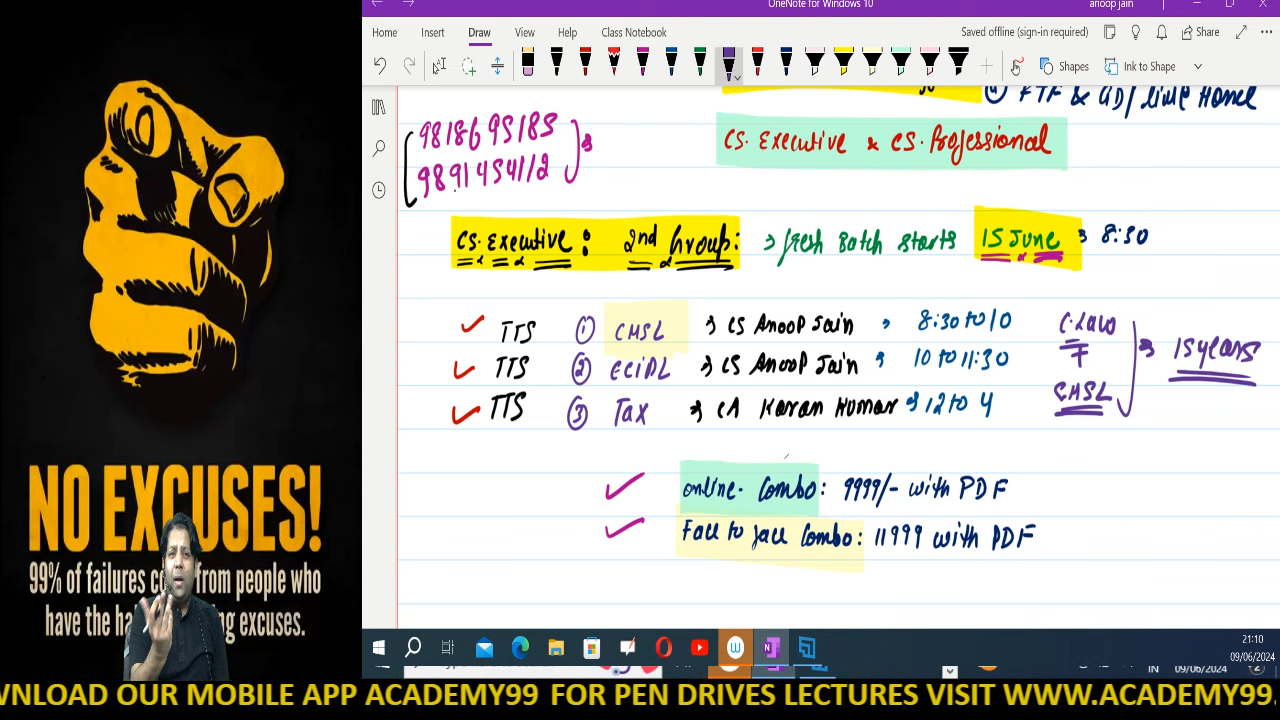 OneNote for Windows 10
anoop jain
Home Insert Draw View Help Class Notebook
Saved offline (sign-in required)
Share
Shapes
Ink to Shape
FTF & GD/ Live Home
9818695185
9891454112
CS. Executive & CS. Professional
CS. Executive: 2nd Group: fresh Batch starts 15 June 8:30
TTS ① CMSL CS Anoop Jain 8:30 to 10 C. Law
TTS ② ECIPL CS Anoop Jain 10 to 11:30 + 15 years
TTS ③ Tax CA Karan Kumar 12 to 4 CMSL
online Combo: 9999/- with PDF
Face to face Combo: 11999 with PDF
NO EXCUSES!
99% of failures from people who
have the excuses.
21:10
IN 09/06/2024
09/06/2024
WNLOAD OUR MOBILE APP ACADEMY99 FOR PEN DRIVES LECTURES VISIT WWW.ACADEMY99.